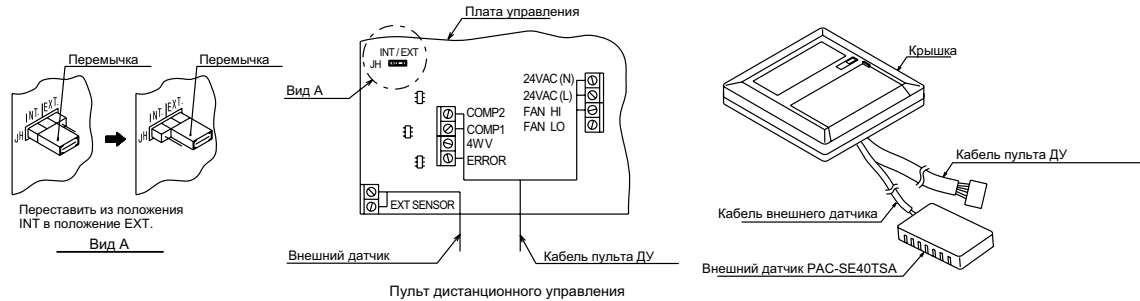 Перемычка
Перемычка
INT. EXT.
JH
INT. EXT.
JH
Переставить из положения
INT в положение EXT.
Вид А
Плата управления
INT / EXT
JH
Вид А
24VAC (N)
24VAC (L)
FAN HI
FAN LO
COMP2
COMP1
4W V
ERROR
EXT SENSOR
Внешний датчик
Кабель пульта ДУ
Пульт дистанционного управления
Крышка
Кабель пульта ДУ
Кабель внешнего датчика
Внешний датчик PAC-SE40TSA